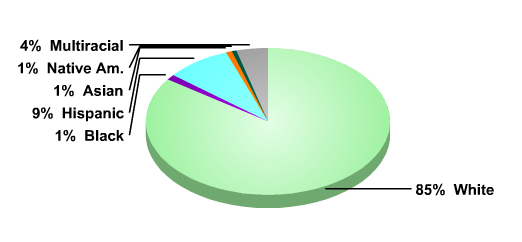 4% Multiracial
1% Native Am.
1% Asian
9% Hispanic
1% Black
85% White